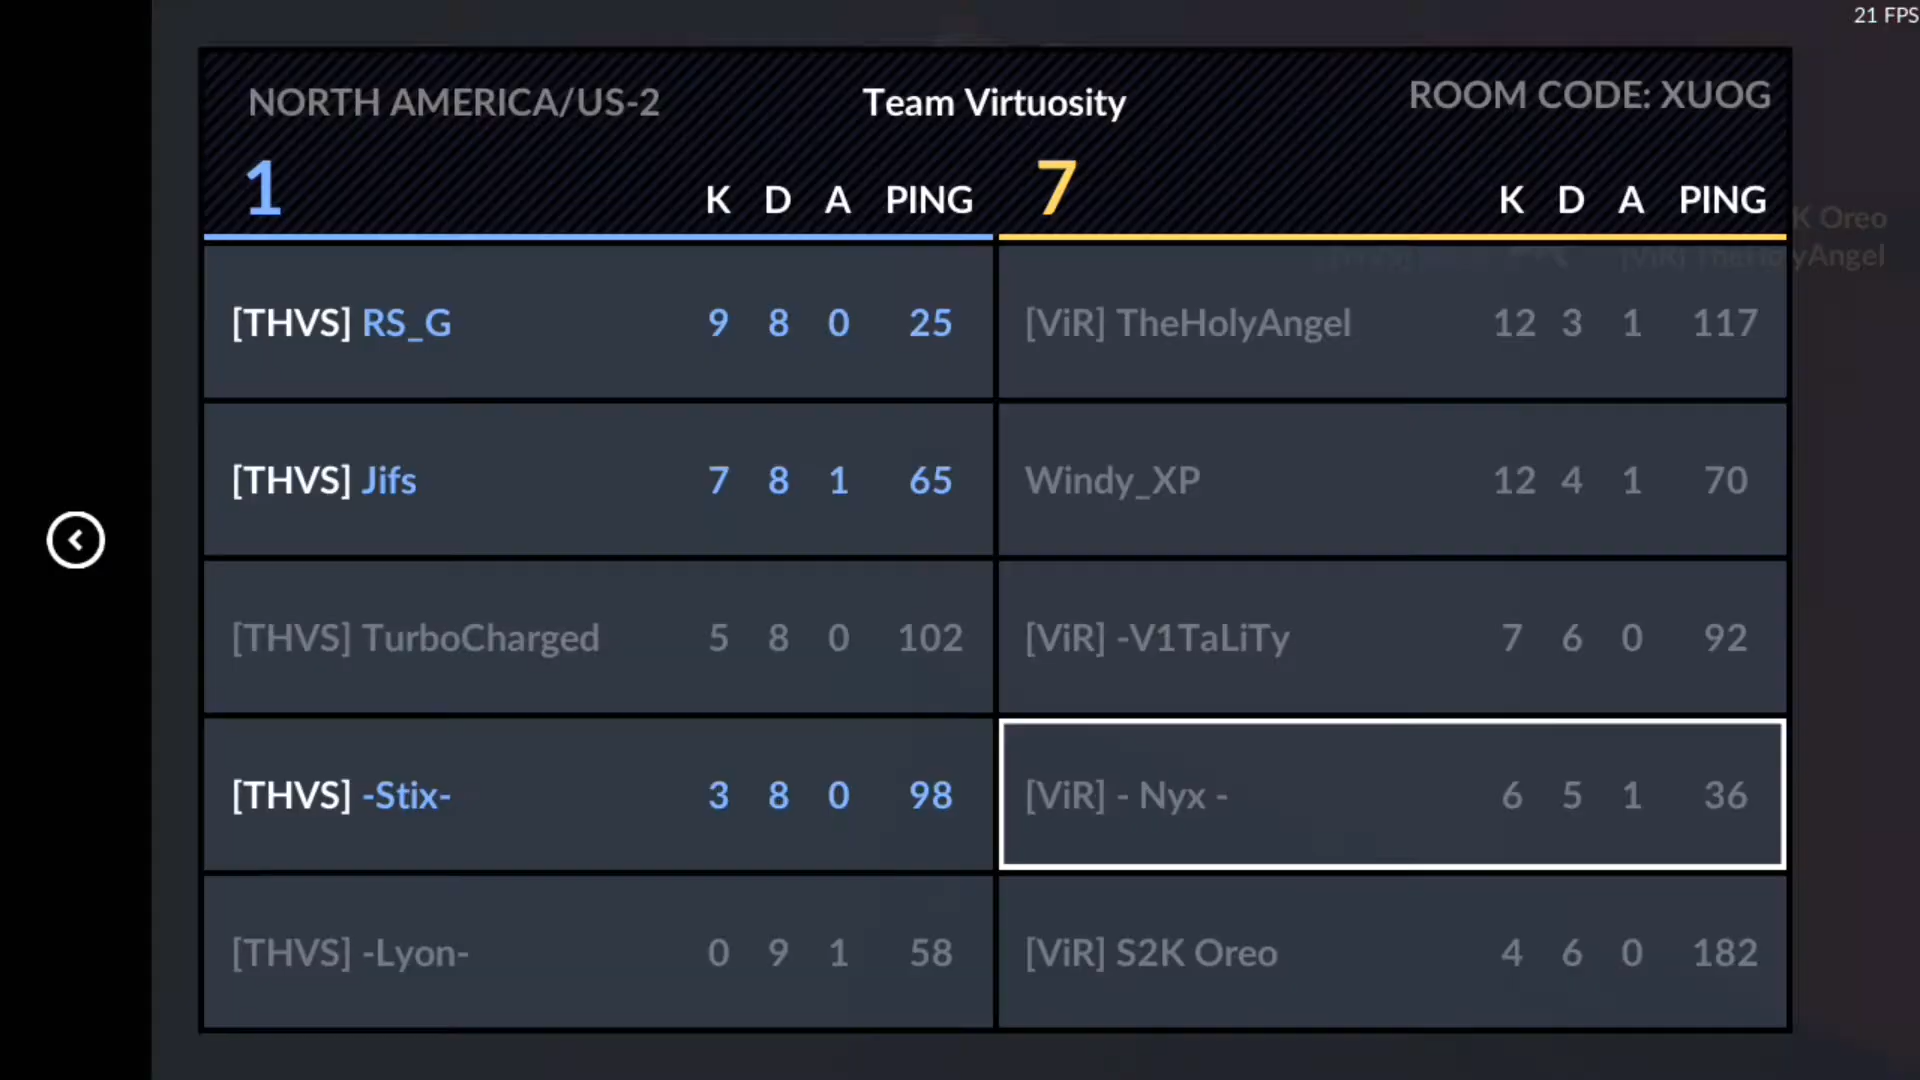 21 FPS
NORTH AMERICA/US-2 Team Virtuosity ROOM CODE: XUOG
1 K D A PING 7 K D A PING
K Oreo
[ViR] TheHolyAngel
[THVS] RS_G 9 8 0 25 [ViR] TheHolyAngel 12 3 1 117
[THVS] Jifs 7 8 1 65 Windy_XP 12 4 1 70
[THVS] TurboCharged 5 8 0 102 [ViR] -V1TaLiTy 7 6 0 92
[THVS] -Stix- 3 8 0 98 [ViR] - Nyx - 6 5 1 36
[THVS] -Lyon- 0 9 1 58 [ViR] S2K Oreo 4 6 0 182